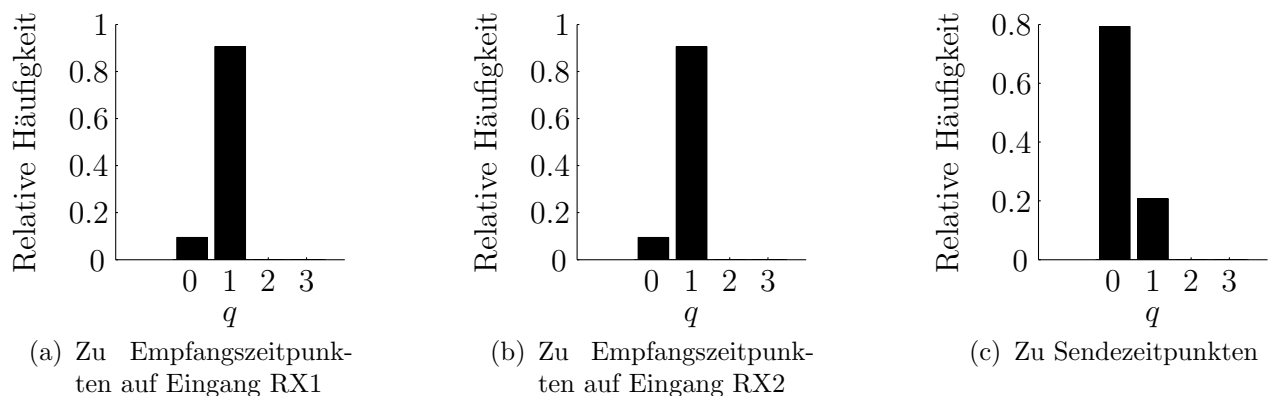 Relative Häufigkeit
1
0.8
0.6
0.4
0.2
0
0 1 2 3
q
(a) Zu Empfangszeitpunk-
ten auf Eingang RX1
Relative Häufigkeit
1
0.8
0.6
0.4
0.2
0
0 1 2 3
q
(b) Zu Empfangszeitpunk-
ten auf Eingang RX2
Relative Häufigkeit
0.8
0.6
0.4
0.2
0
0 1 2 3
q
(c) Zu Sendezeitpunkten